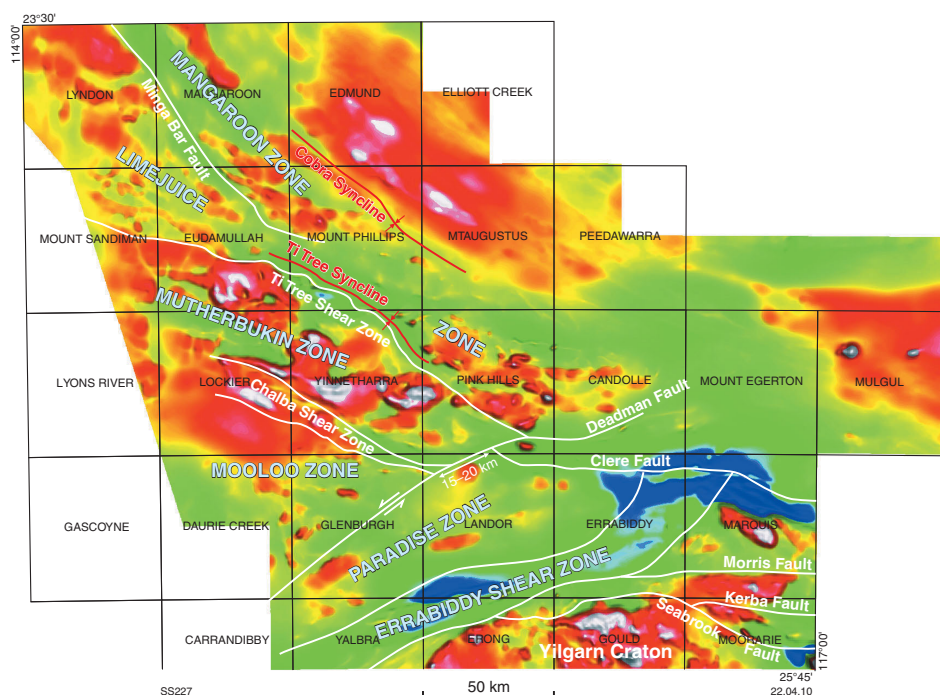 23°30'
114°00'
LYNDON
MANGAROON
EDMUND
ELLIOTT CREEK
MANGAROON ZONE
Minga Bar Fault
LIMEJUICE
Cobra Syncline
MOUNT SANDIMAN
EUDAMULLAH
MOUNT PHILLIPS
MTAUGUSTUS
PEEDAWARRA
Ti Tree Syncline
Ti Tree Shear Zone
MUTHERBUKIN ZONE
ZONE
LYONS RIVER
LOCKIER
YINNETHARRA
PINK HILLS
CANDOLLE
MOUNT EGERTON
MULGUL
Chalba Shear Zone
Deadman Fault
MOOLOO ZONE
15–20 km
Clere Fault
GASCOYNE
DAURIE CREEK
GLENBURGH
LANDOR
ERRABIDDY
MARQUIS
PARADISE ZONE
ERRABIDDY SHEAR ZONE
Morris Fault
Kerba Fault
Seabrook Fault
CARRANDIBBY
YALBRA
ERONG
GOULD
MOORARIE
Yilgarn Craton
117°00'
25°45'
SS227
50 km
22.04.10